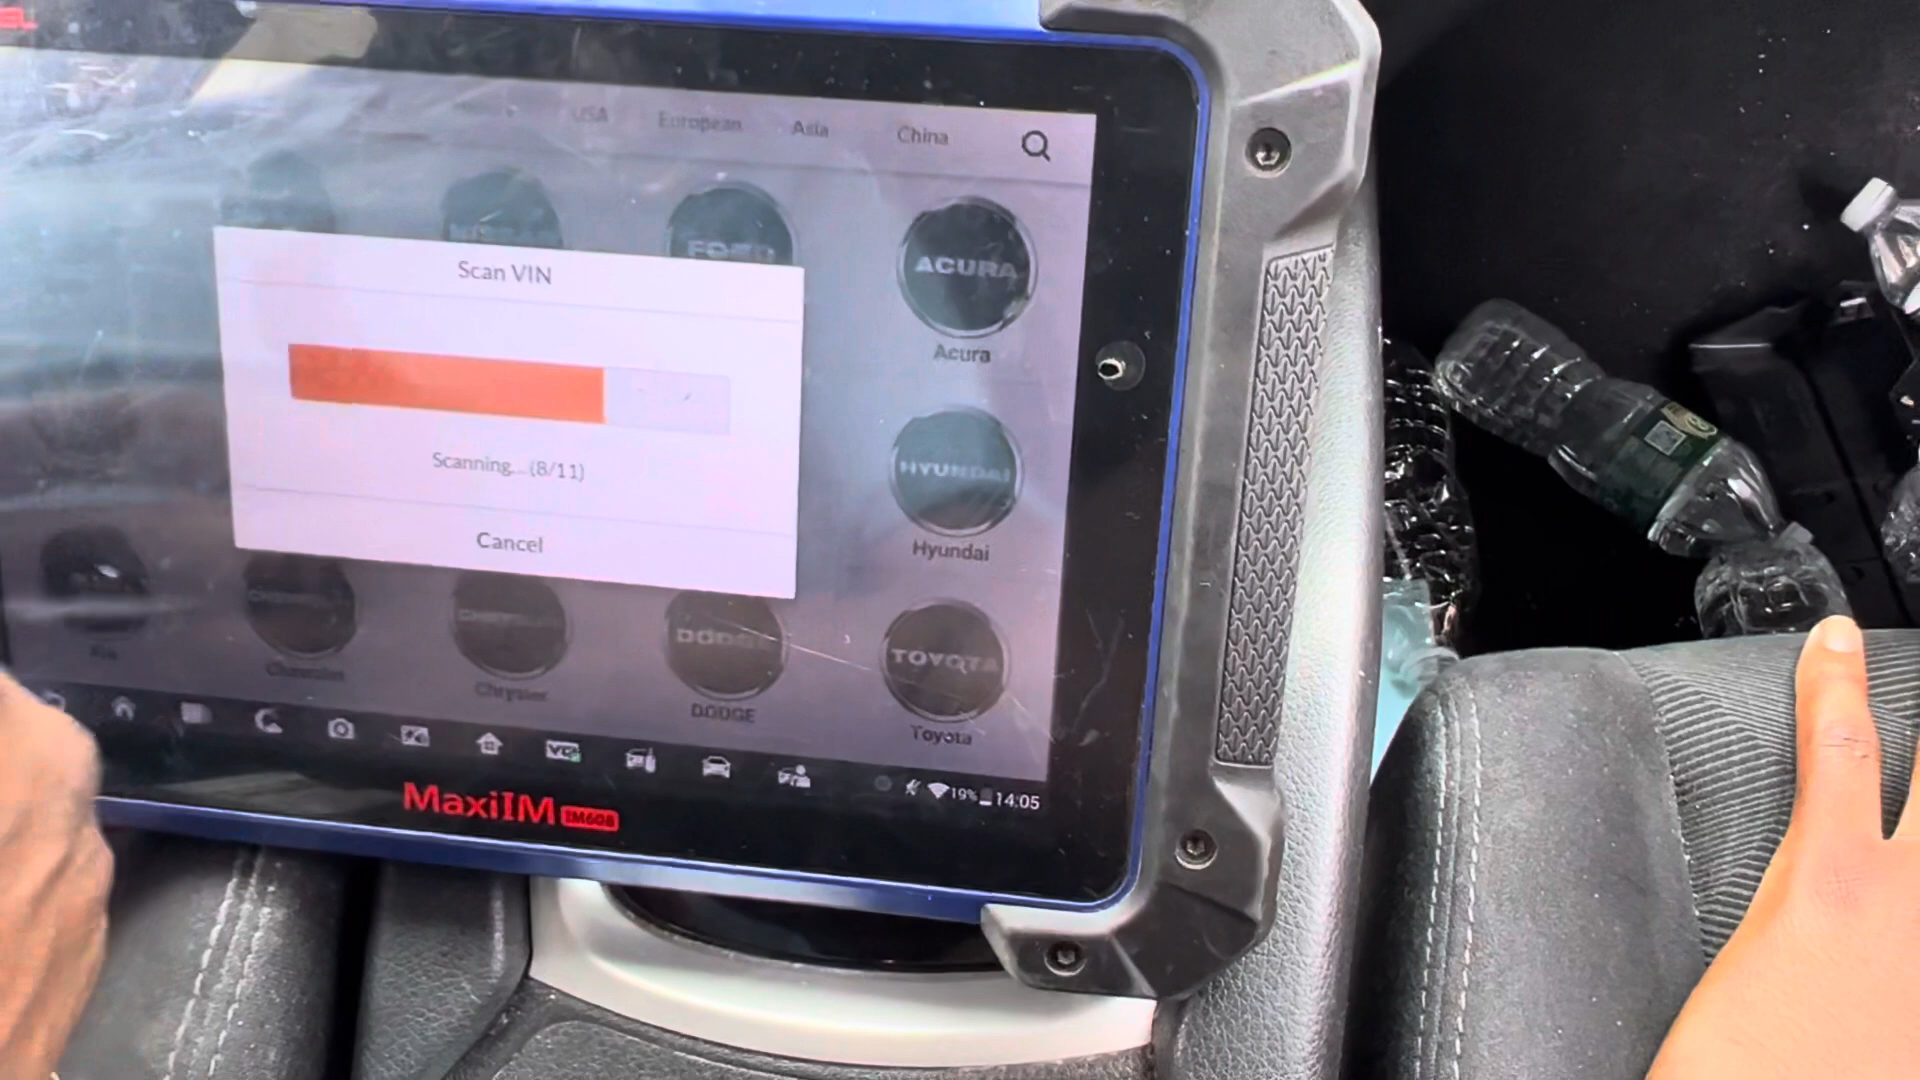 USA European Asia China
FORD ACURA
Scan VIN
Acura
HYUNDAI
Scanning... (8/11)
Hyundai
Cancel
DODGE TOYOTA
Chevrolet Chrysler DODGE Toyota
19% 14:05
MaxiIM IM608